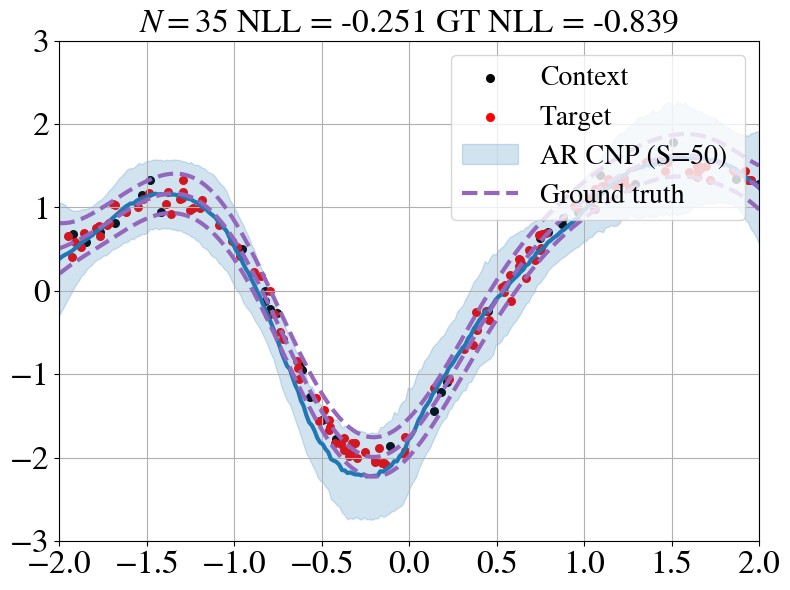 N = 35 NLL = -0.251 GT NLL = -0.839
Context
Target
AR CNP (S=50)
Ground truth
3
2
1
0
−1
−2
−3
−2.0 −1.5 −1.0 −0.5 0.0 0.5 1.0 1.5 2.0